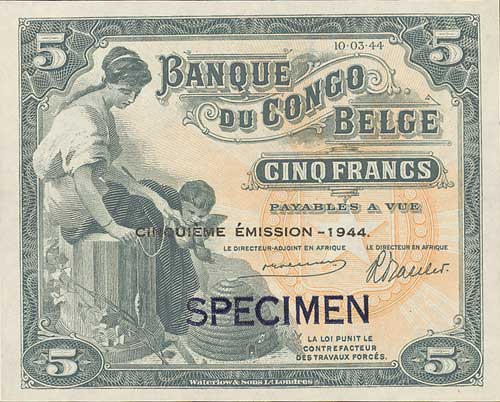 5 10-03-44 5
BANQUE
DU CONGO
BELGE
CINQ FRANCS
PAYABLES A VUE
CINQUIÈME ÉMISSION - 1944.
LE DIRECTEUR-ADJOINT EN AFRIQUE LE DIRECTEUR EN AFRIQUE
SPECIMEN
LA LOI PUNIT LE
CONTREFACTEUR
DES TRAVAUX FORCÉS.
5 5
Waterlow & Sons Lt. Londres